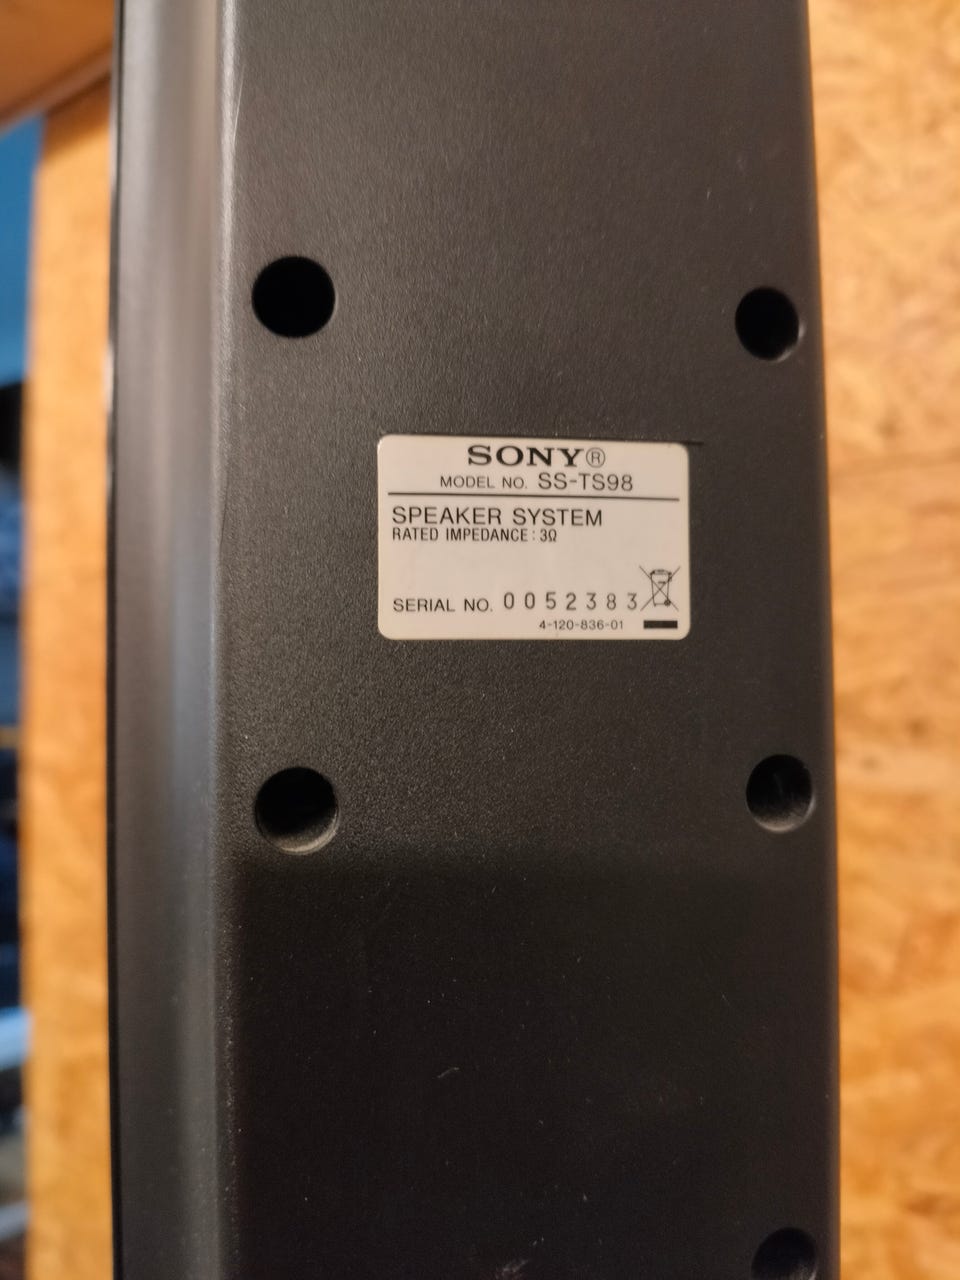 SONY®
MODEL NO. SS-TS98
SPEAKER SYSTEM
RATED IMPEDANCE : 3Ω
SERIAL NO. 0052383
4-120-836-01